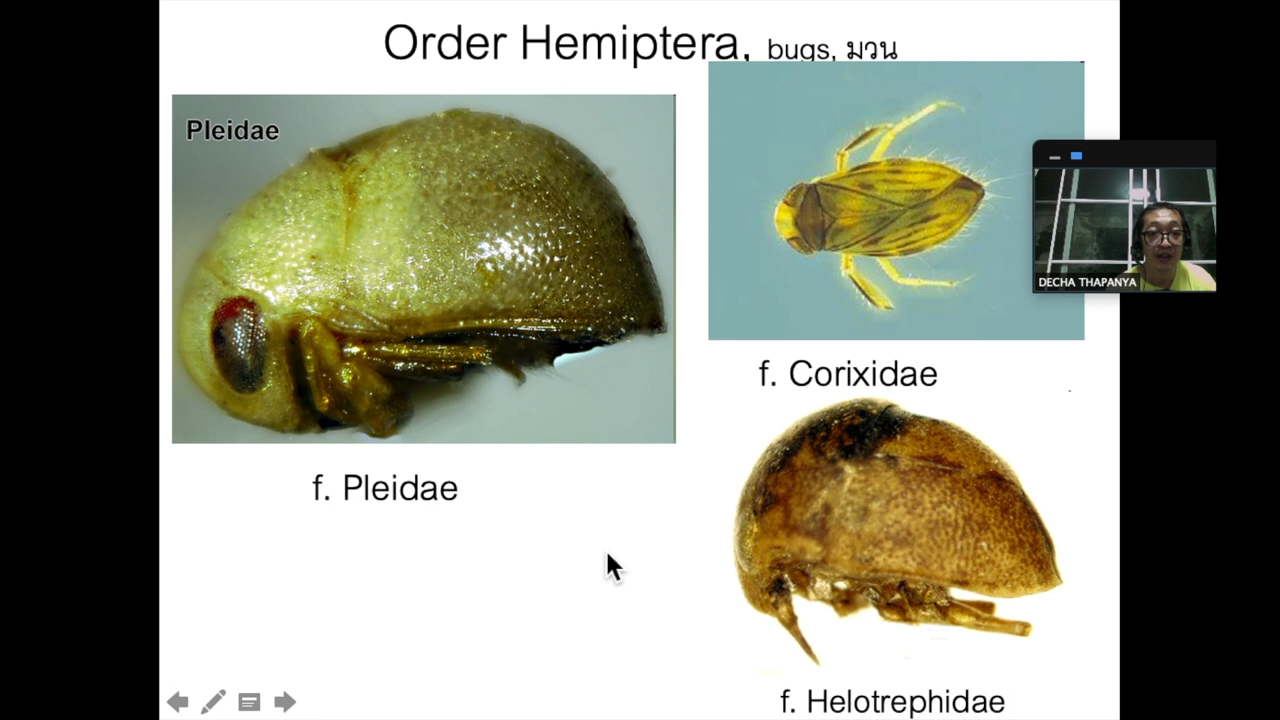 Order Hemiptera, bugs, มวน
Pleidae
DECHA THAPANYA
f. Corixidae
f. Pleidae
f. Helotrephidae